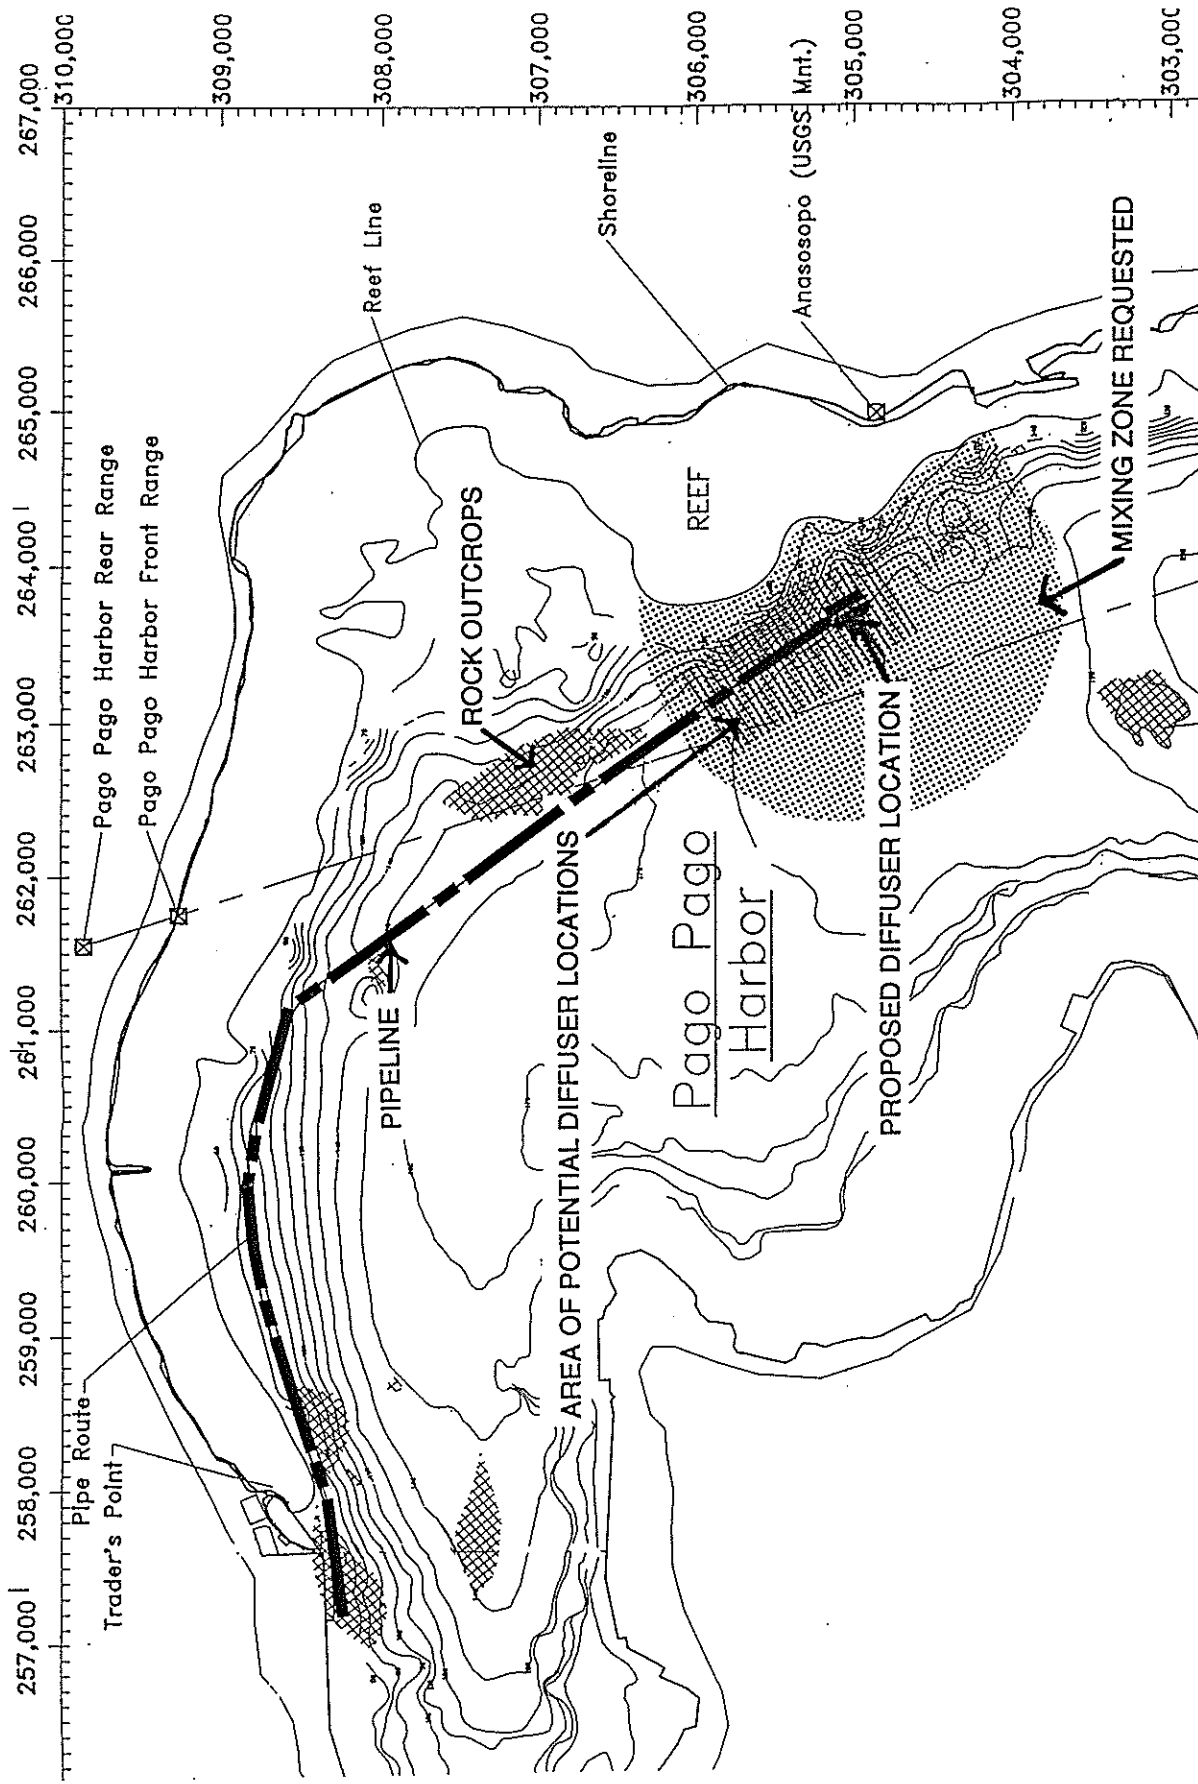 257,000
258,000
259,000
260,000
261,000
262,000
263,000
264,000
265,000
266,000
267,000
310,000
309,000
308,000
307,000
306,000
305,000
304,000
303,00
Pipe Route
Trader's Point
Pago Pago Harbor Rear Range
Pago Pago Harbor Front Range
Reef Line
Shoreline
Anasosopo (USGS Mnt.)
PIPELINE
ROCK OUTCROPS
REEF
AREA OF POTENTIAL DIFFUSER LOCATIONS
Pago Pago
Harbor
PROPOSED DIFFUSER LOCATION
MIXING ZONE REQUESTED